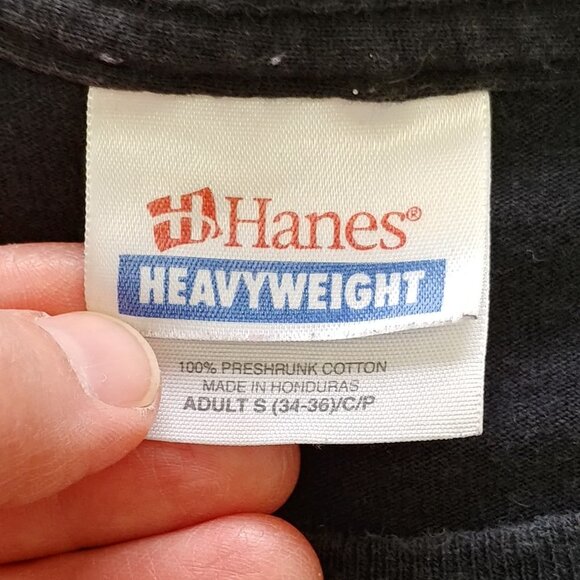 H Hanes®
HEAVYWEIGHT
100% PRESHRUNK COTTON
MADE IN HONDURAS
ADULT S (34-36)/C/P